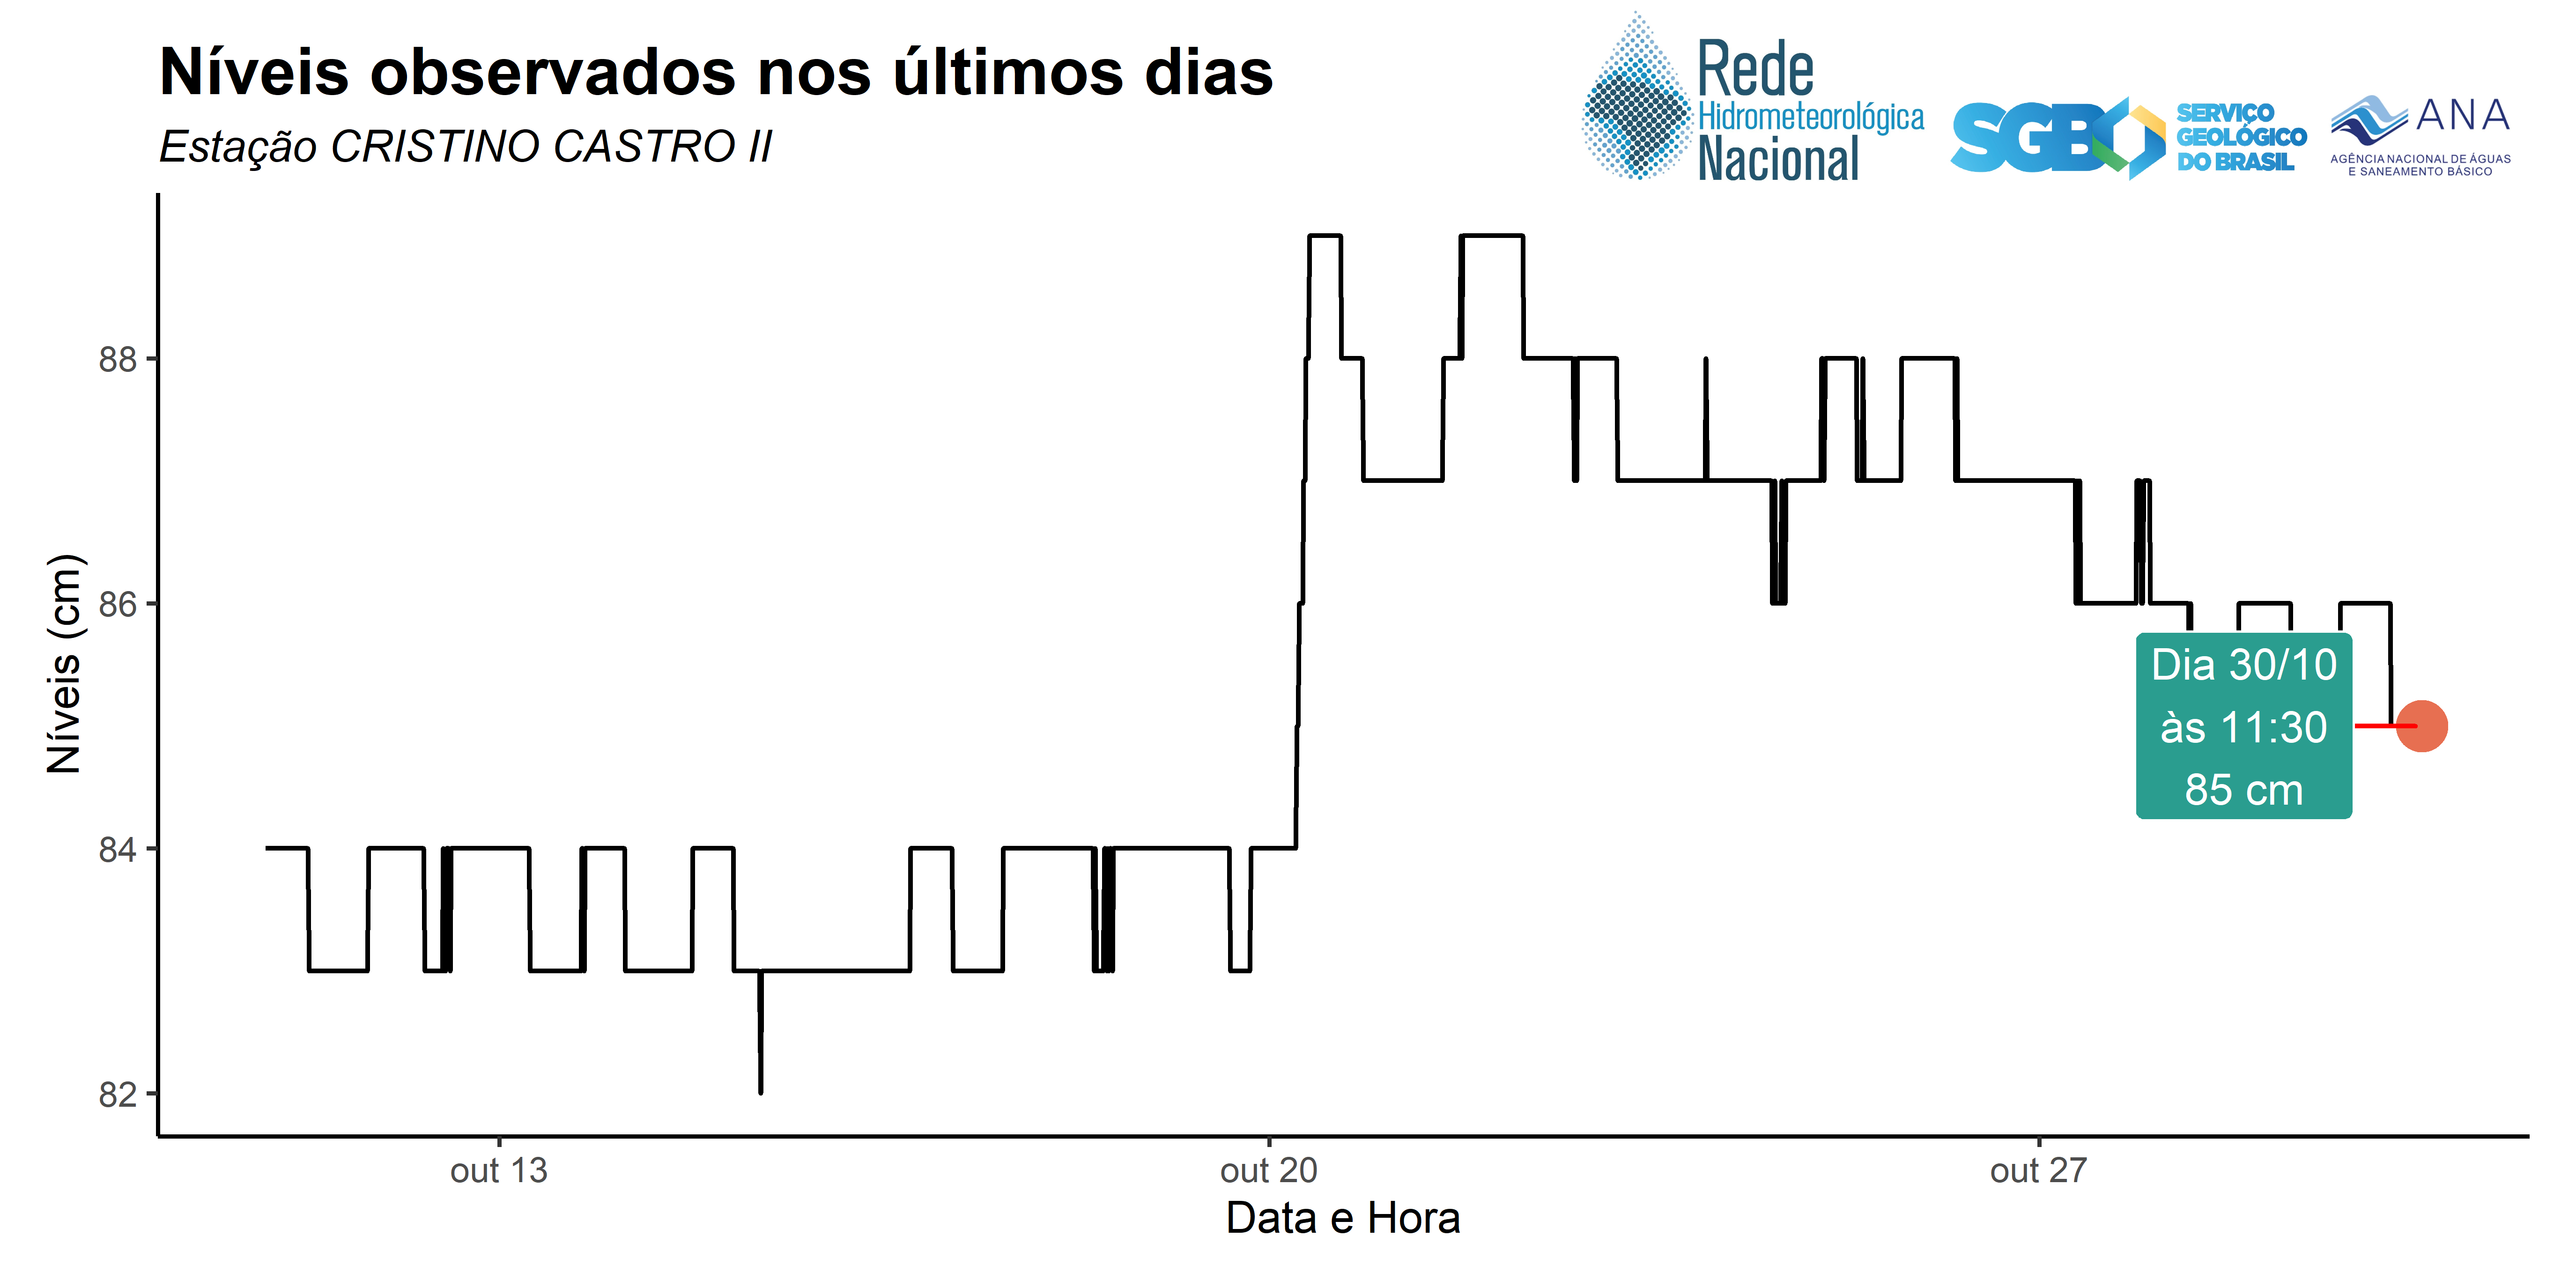 Níveis observados nos últimos dias
Estação CRISTINO CASTRO II
Rede
Hidrometeorológica
Nacional
SGB
SERVIÇO
GEOLÓGICO
DO BRASIL
ANA
AGÊNCIA NACIONAL DE ÁGUAS
E SANEAMENTO BÁSICO
Níveis (cm)
88
86
84
82
Dia 30/10
às 11:30
85 cm
out 13
out 20
out 27
Data e Hora